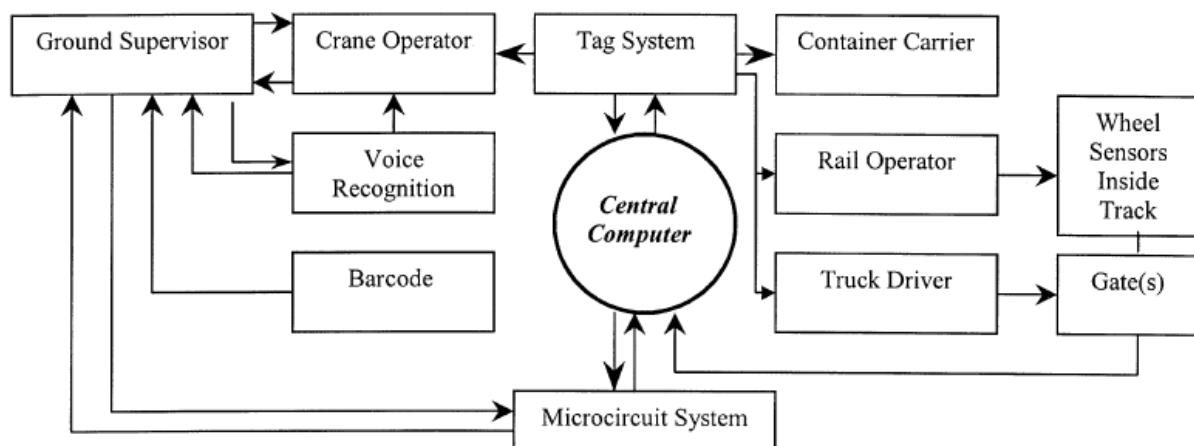 Ground Supervisor
Crane Operator
Tag System
Container Carrier
Voice
Recognition
Rail Operator
Wheel
Sensors
Inside
Track
Central
Computer
Barcode
Truck Driver
Gate(s)
Microcircuit System